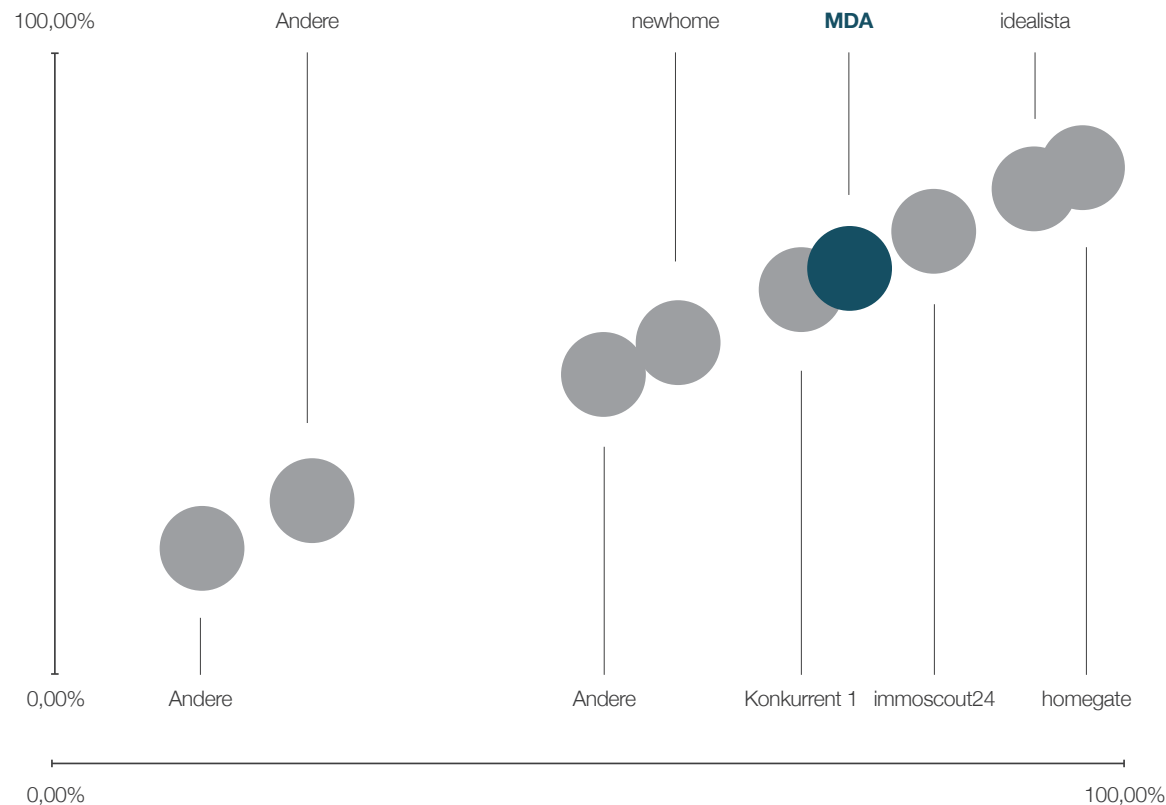 100,00% Andere newhome MDA idealista
0,00% Andere Andere Konkurrent 1 immoscout24 homegate
0,00% 100,00%